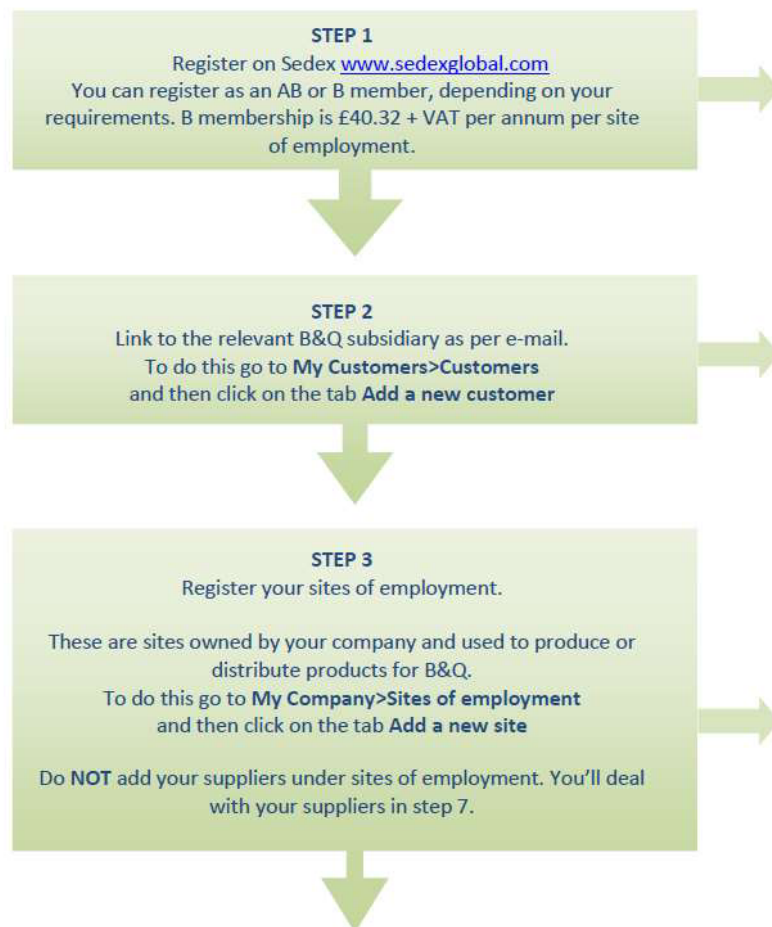 STEP 1
Register on Sedex www.sedexglobal.com
You can register as an AB or B member, depending on your
requirements. B membership is £40.32 + VAT per annum per site
of employment.
STEP 2
Link to the relevant B&Q subsidiary as per e-mail.
To do this go to My Customers>Customers
and then click on the tab Add a new customer
STEP 3
Register your sites of employment.
These are sites owned by your company and used to produce or
distribute products for B&Q.
To do this go to My Company>Sites of employment
and then click on the tab Add a new site
Do NOT add your suppliers under sites of employment. You’ll deal
with your suppliers in step 7.